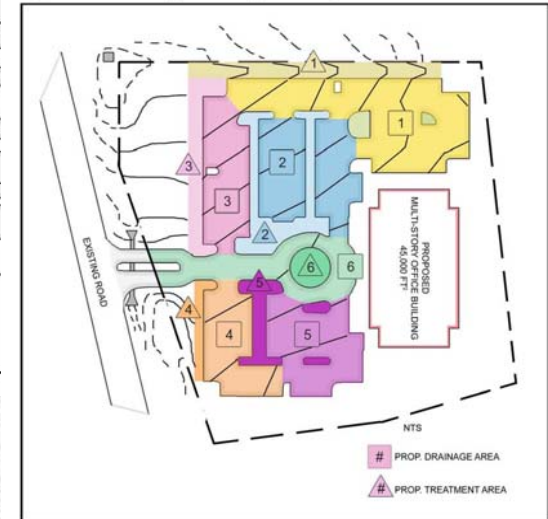 1
1
3
2
3
2
6
6
5
4
4
5
EXISTING ROAD
PROPOSED
MULTI-STORY OFFICE BUILDING
45,000 FT²
NTS
# PROP. DRAINAGE AREA
# PROP. TREATMENT AREA